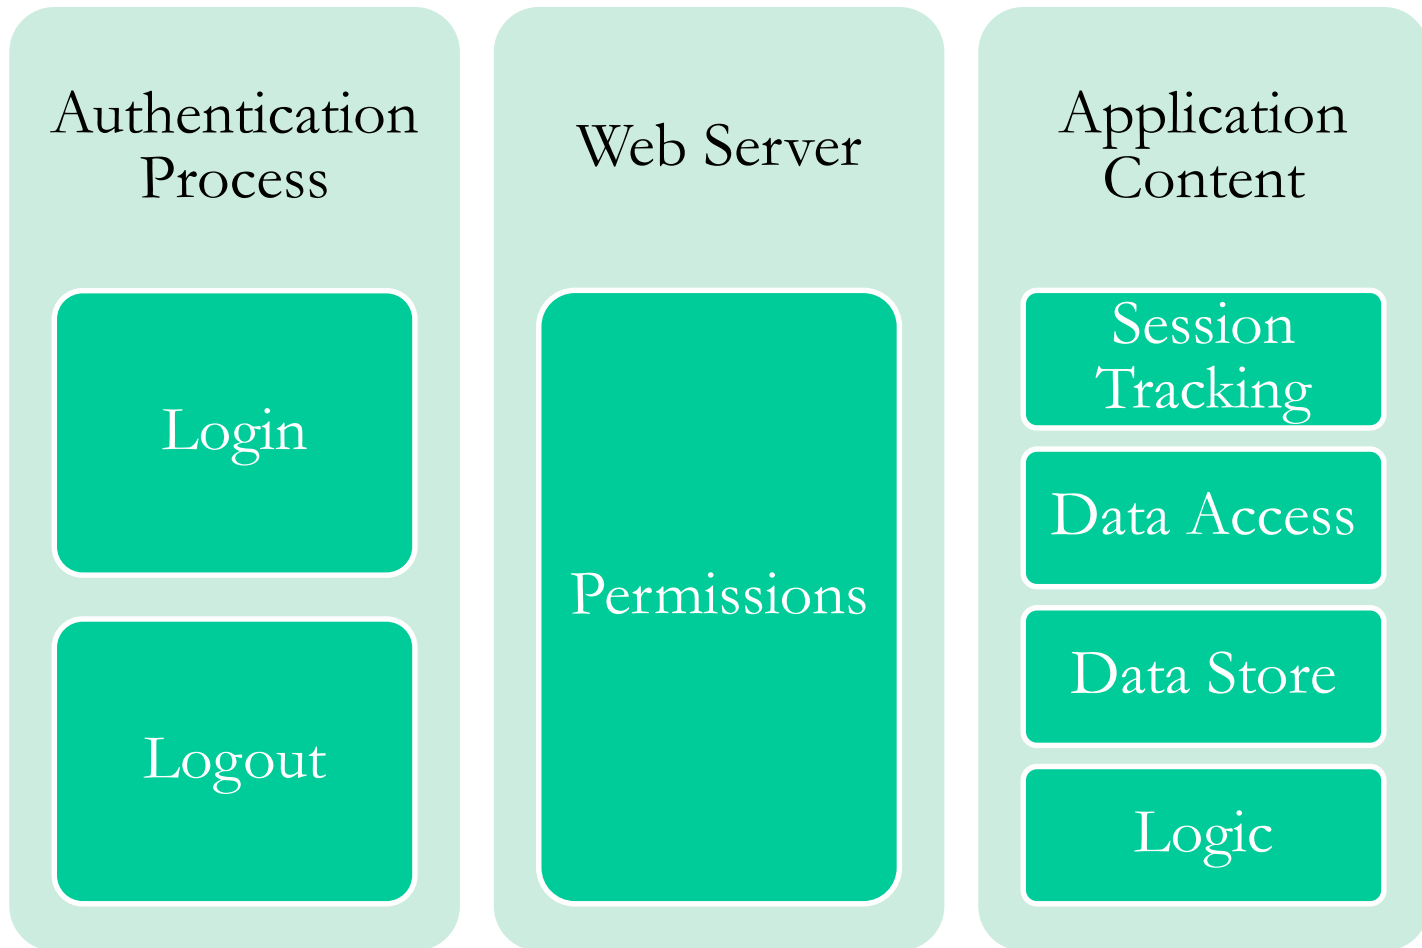 Authentication
Process
Login
Logout
Web Server
Permissions
Application
Content
Session
Tracking
Data Access
Data Store
Logic